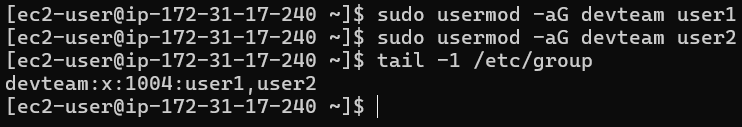 [ec2-user@ip-172-31-17-240 ~]$ sudo usermod -aG devteam user1
[ec2-user@ip-172-31-17-240 ~]$ sudo usermod -aG devteam user2
[ec2-user@ip-172-31-17-240 ~]$ tail -1 /etc/group
devteam:x:1004:user1,user2
[ec2-user@ip-172-31-17-240 ~]$